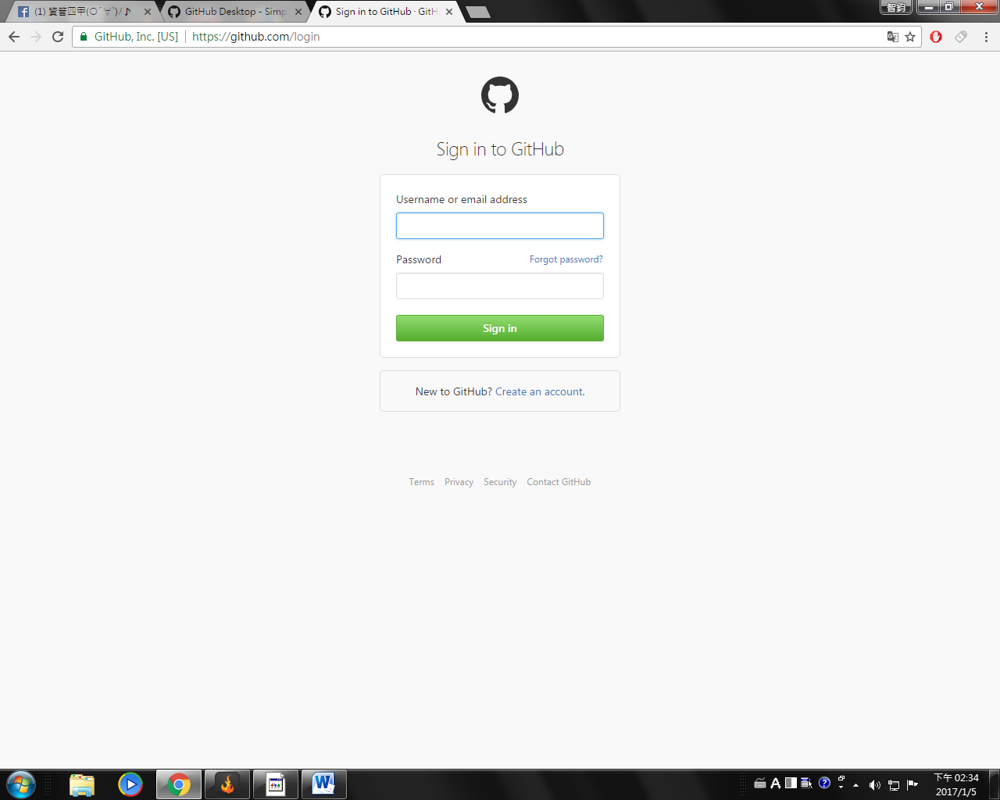 (1) 資管四甲(○ˊ∀ˋ)/♪
GitHub Desktop - Simp
Sign in to GitHub · GitH
智鈞
GitHub, Inc. [US]
https://github.com/login
Sign in to GitHub
Username or email address
Password
Forgot password?
Sign in
New to GitHub? Create an account.
Terms Privacy Security Contact GitHub
下午 02:34
2017/1/5